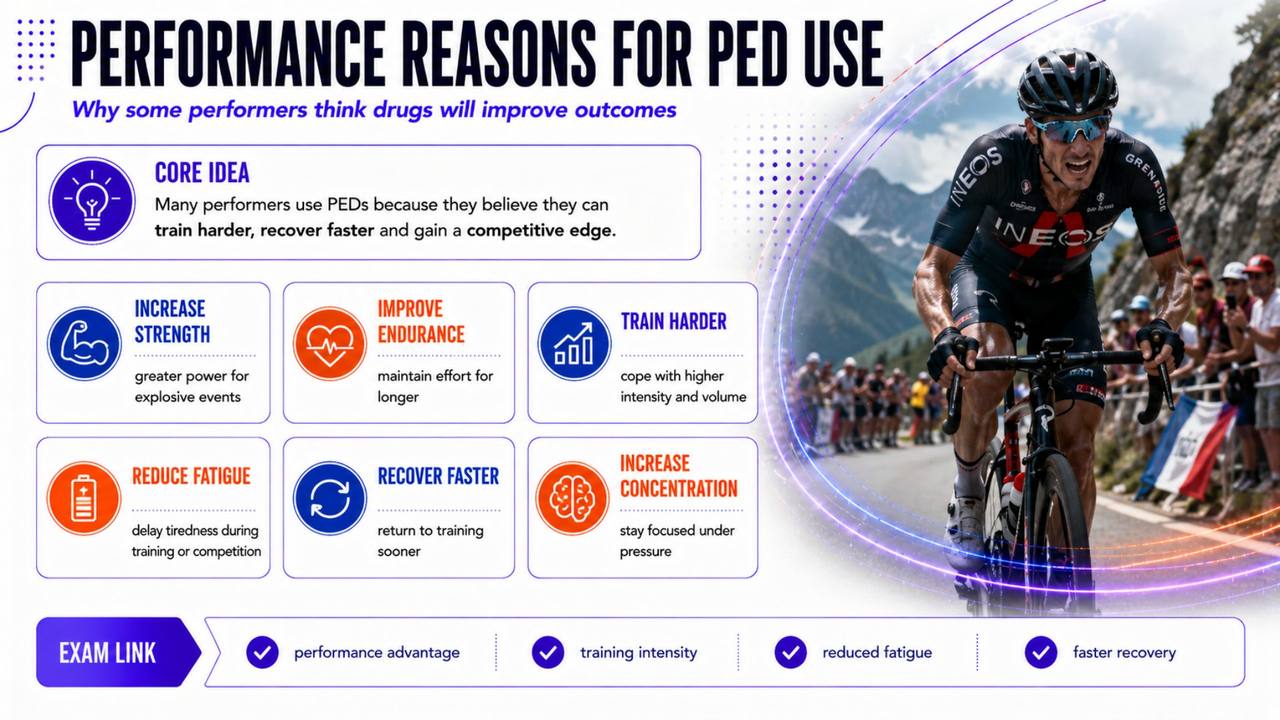 PERFORMANCE REASONS FOR PED USE
Why some performers think drugs will improve outcomes
CORE IDEA
Many performers use PEDs because they believe they can
train harder, recover faster and gain a competitive edge.
INCREASE
STRENGTH
greater power for
explosive events
IMPROVE
ENDURANCE
maintain effort for
longer
TRAIN HARDER
cope with higher
intensity and volume
REDUCE FATIGUE
delay tiredness during
training or competition
RECOVER FASTER
return to training
sooner
INCREASE
CONCENTRATION
stay focused under
pressure
EXAM LINK
performance advantage
training intensity
reduced fatigue
faster recovery
INEOS
GRENADE
INEOS